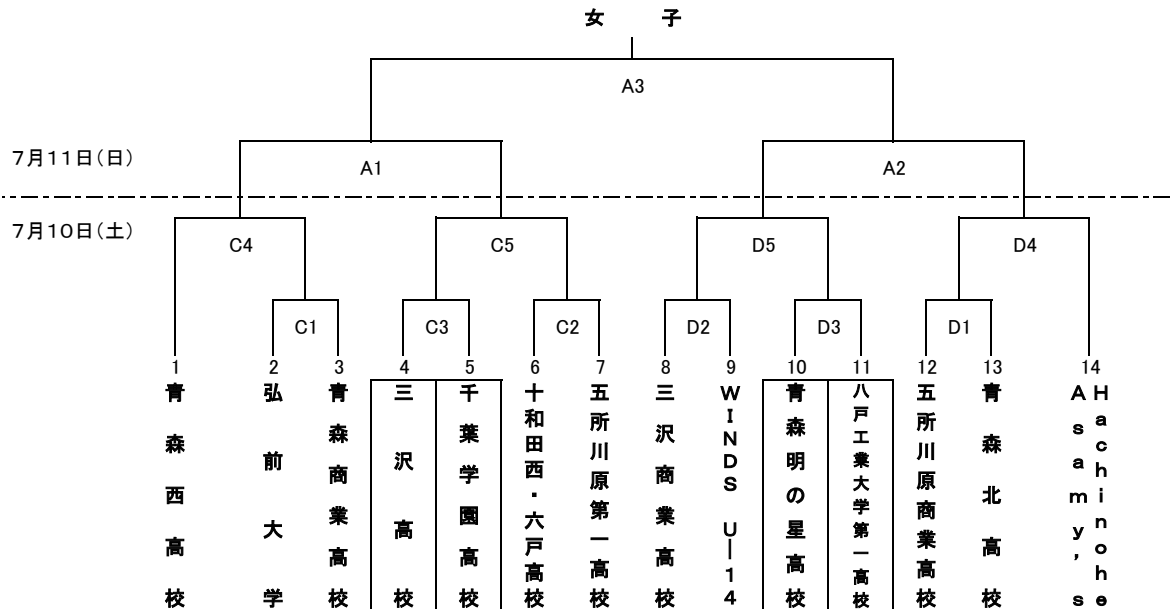 女 子
A3
7月11日(日)
A1
A2
7月10日(土)
C4
C5
D5
D4
C1
C3
C2
D2
D3
D1
1
2
3
4
5
6
7
8
9
10
11
12
13
14
青森西高校
弘前大学
青森商業高校
三沢高校
千葉学園高校
十和田西・六戸高校
五所川原第一高校
三沢商業高校
WINDS U―14
青森明の星高校
八戸工業大学第一高校
五所川原商業高校
青森北高校
Hachinohe
Asamy's